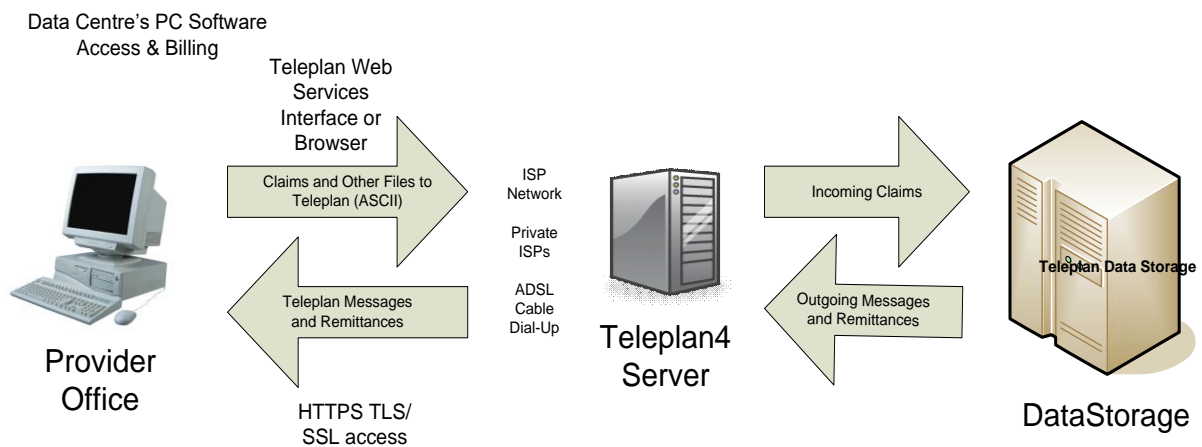 Data Centre's PC Software
Access & Billing
Teleplan Web
Services
Interface or
Browser
Claims and Other Files to
Teleplan (ASCII)
Teleplan Messages
and Remittances
HTTPS TLS/
SSL access
Provider
Office
ISP
Network
Private
ISPs
ADSL
Cable
Dial-Up
Teleplan4
Server
Incoming Claims
Outgoing Messages
and Remittances
Teleplan Data Storage
DataStorage